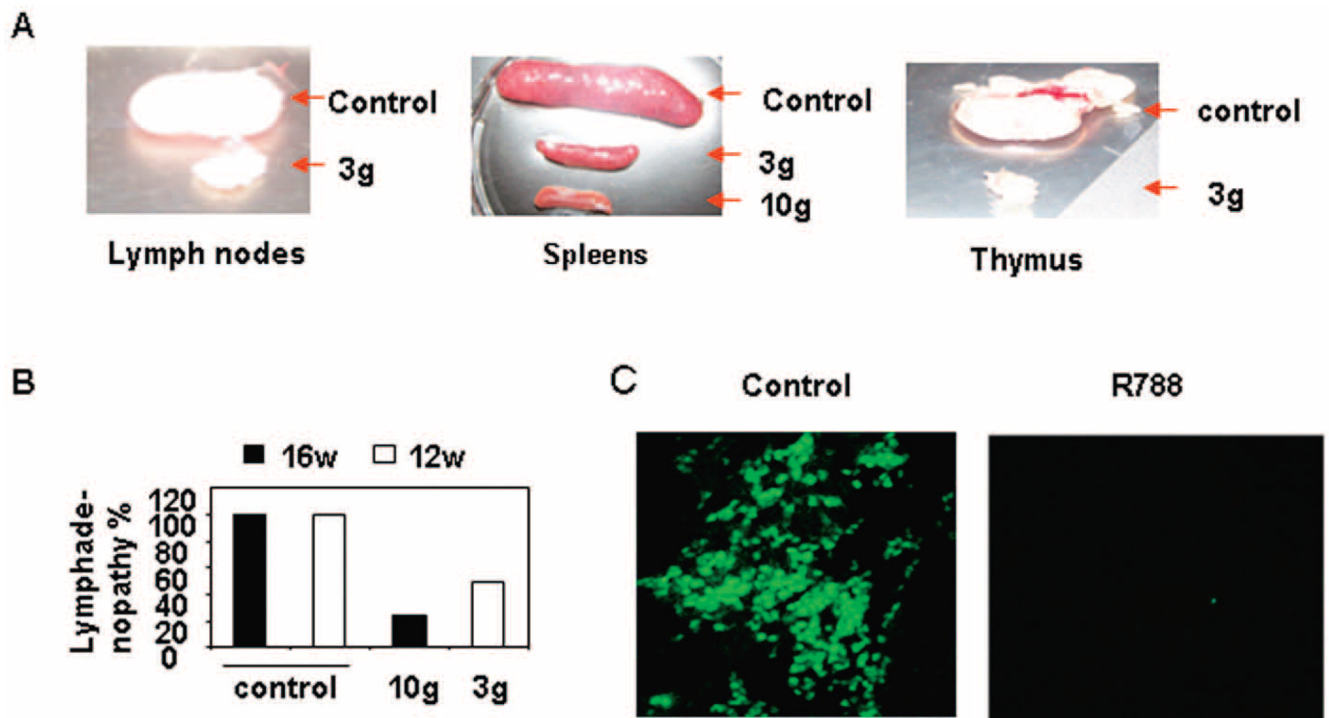 A
Control
3g
Lymph nodes
Control
3g
10g
Spleens
control
3g
Thymus
B
16w 12w
Lymphade-
nopathy %
120
100
80
60
40
20
0
control 10g 3g
C
Control R788